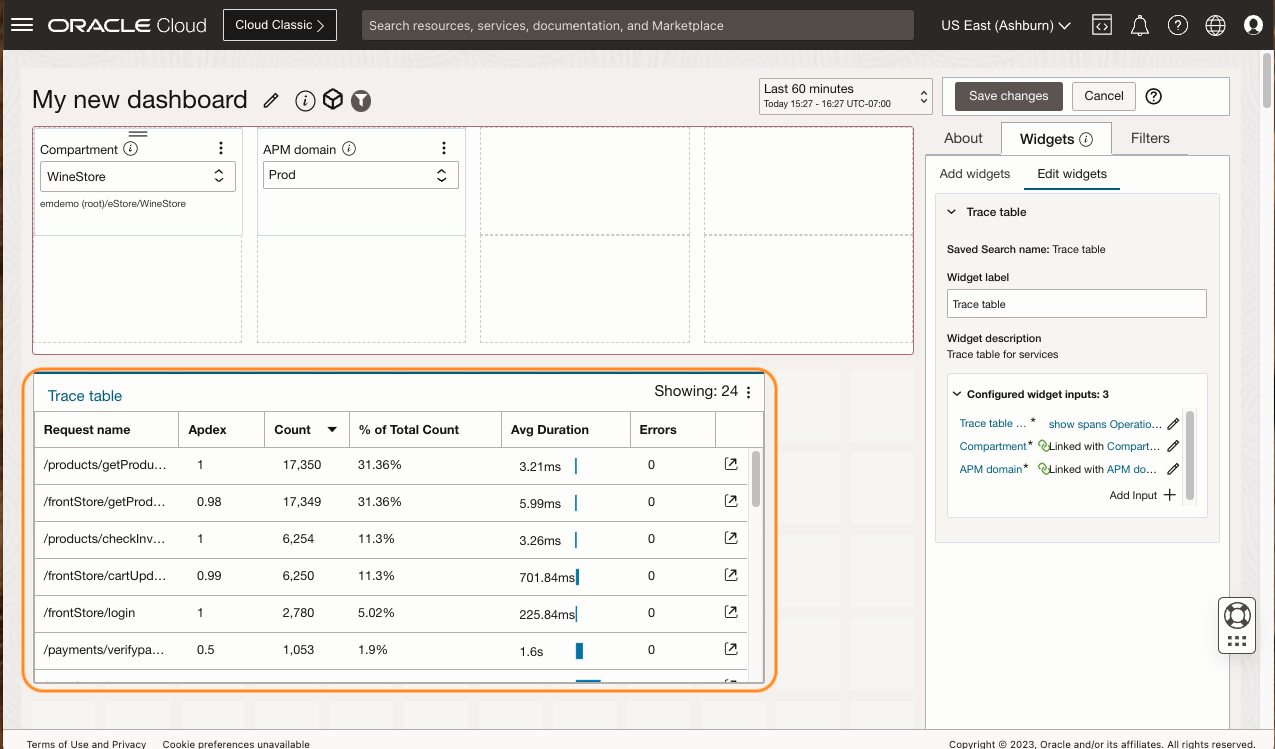 ORACLE Cloud
Cloud Classic
Search resources, services, documentation, and Marketplace
US East (Ashburn)
My new dashboard
Last 60 minutes
Today 15:27 - 16:27 UTC-07:00
Save changes
Cancel
Compartment
WineStore
emdemo (root)/eStore/WineStore
APM domain
Prod
About
Widgets
Filters
Add widgets
Edit widgets
Trace table
Saved Search name: Trace table
Widget label
Trace table
Widget description
Trace table for services
Configured widget inputs: 3
Trace table ... * show spans Operatio...
Compartment* Linked with Compart...
APM domain* Linked with APM do...
Add Input
Trace table
Showing: 24
Request name Apdex Count % of Total Count Avg Duration Errors
/products/getProdu... 1 17,350 31.36% 3.21ms 0
/frontStore/getProd... 0.98 17,349 31.36% 5.99ms 0
/products/checkInv... 1 6,254 11.3% 3.26ms 0
/frontStore/cartUpd... 0.99 6,250 11.3% 701.84ms 0
/frontStore/login 1 2,780 5.02% 225.84ms 0
/payments/verifypa... 0.5 1,053 1.9% 1.6s 0
Terms of Use and Privacy Cookie preferences unavailable
Copyright © 2023, Oracle and/or its affiliates. All rights reserved.